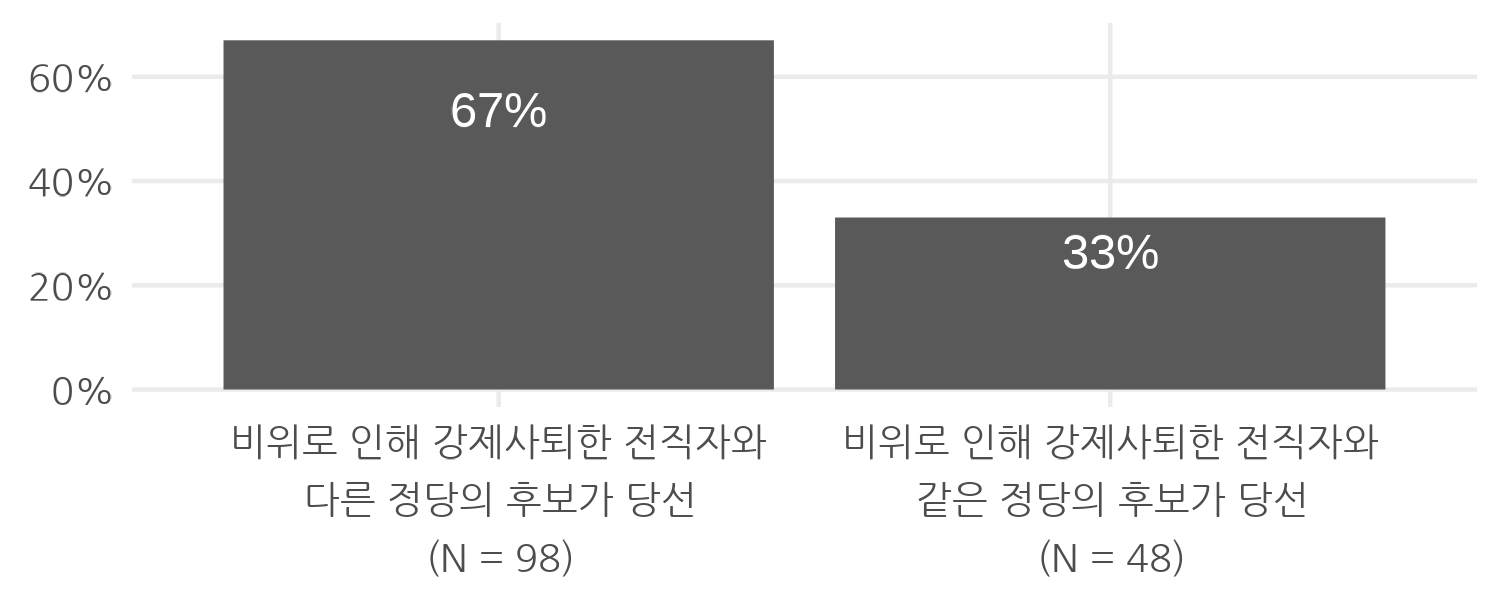 60%
67%
40%
33%
20%
0%
비위로 인해 강제사퇴한 전직자와
다른 정당의 후보가 당선
(N = 98)
비위로 인해 강제사퇴한 전직자와
같은 정당의 후보가 당선
(N = 48)